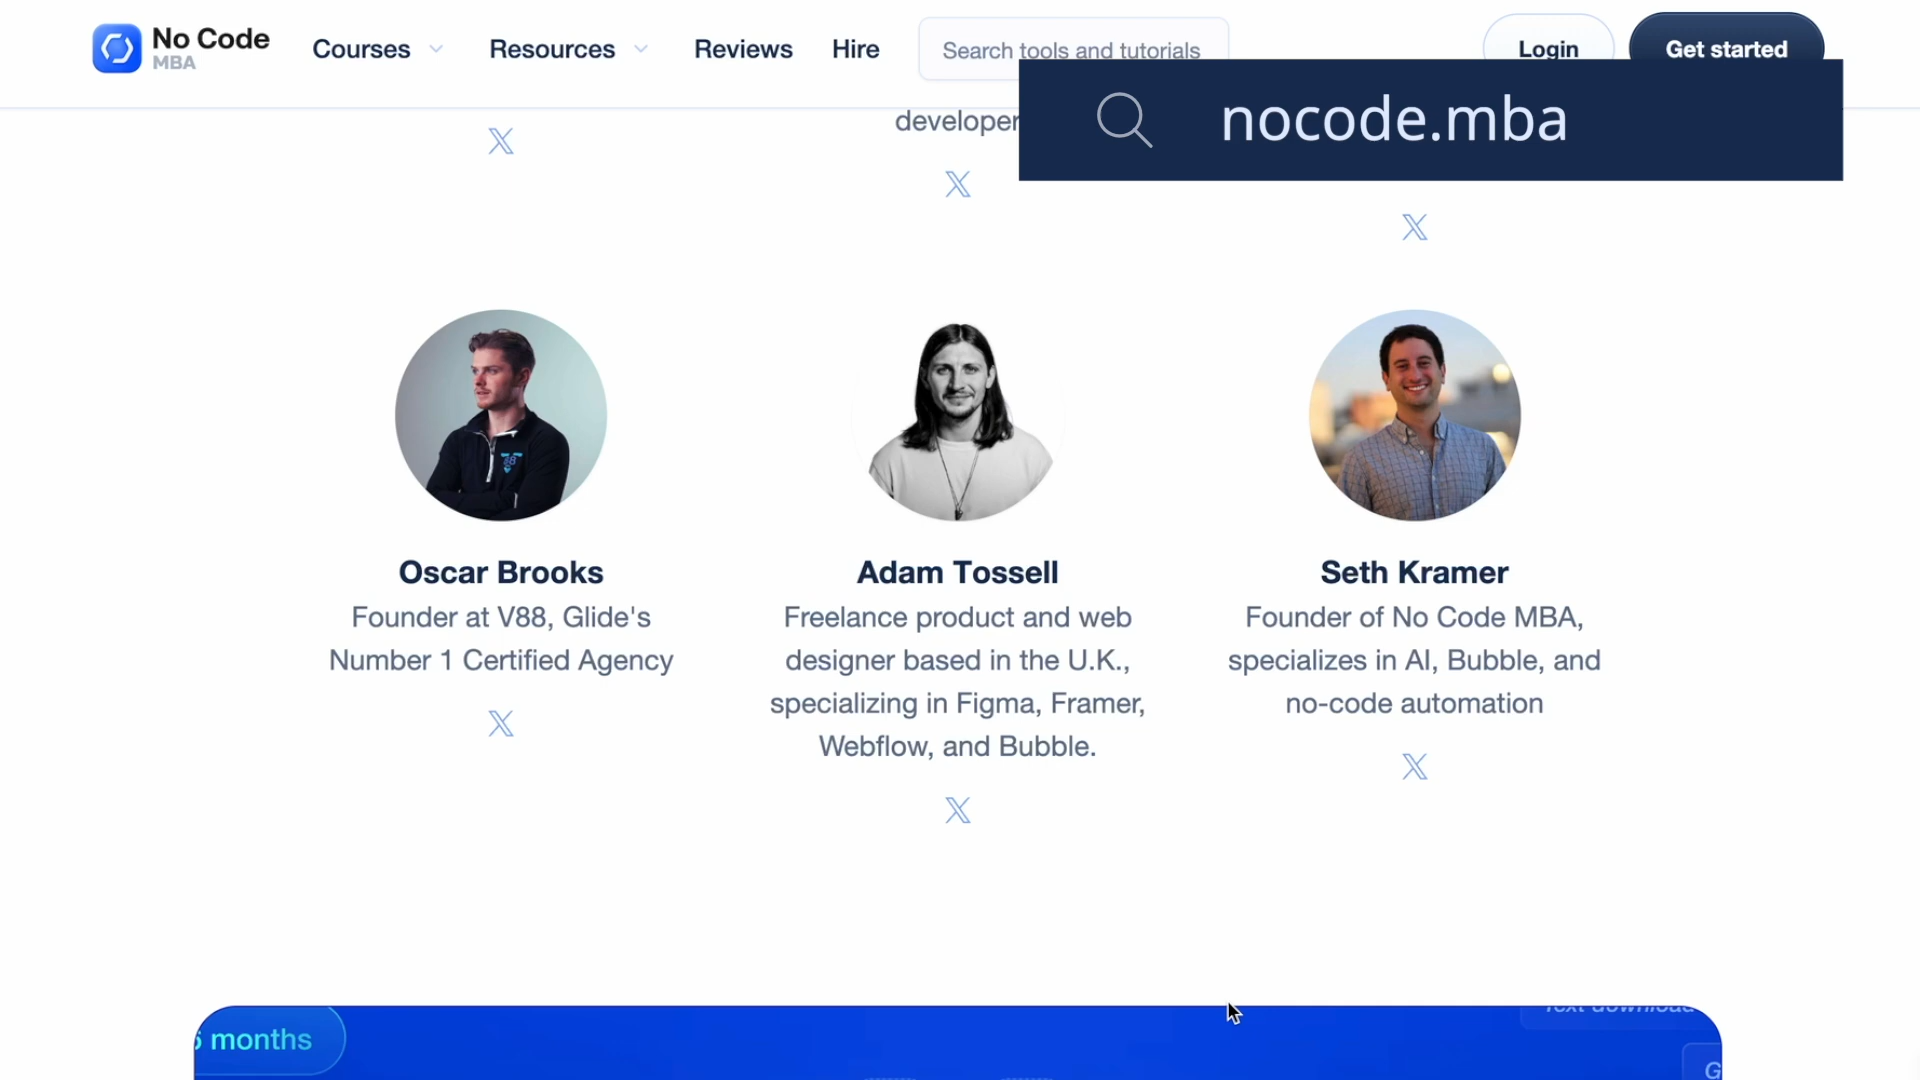 No Code
MBA
Courses
Resources
Reviews
Hire
Search tools and tutorials
Login
Get started
nocode.mba
developer
Oscar Brooks
Founder at V88, Glide's
Number 1 Certified Agency
Adam Tossell
Freelance product and web
designer based in the U.K.,
specializing in Figma, Framer,
Webflow, and Bubble.
Seth Kramer
Founder of No Code MBA,
specializes in AI, Bubble, and
no-code automation
months
Text download